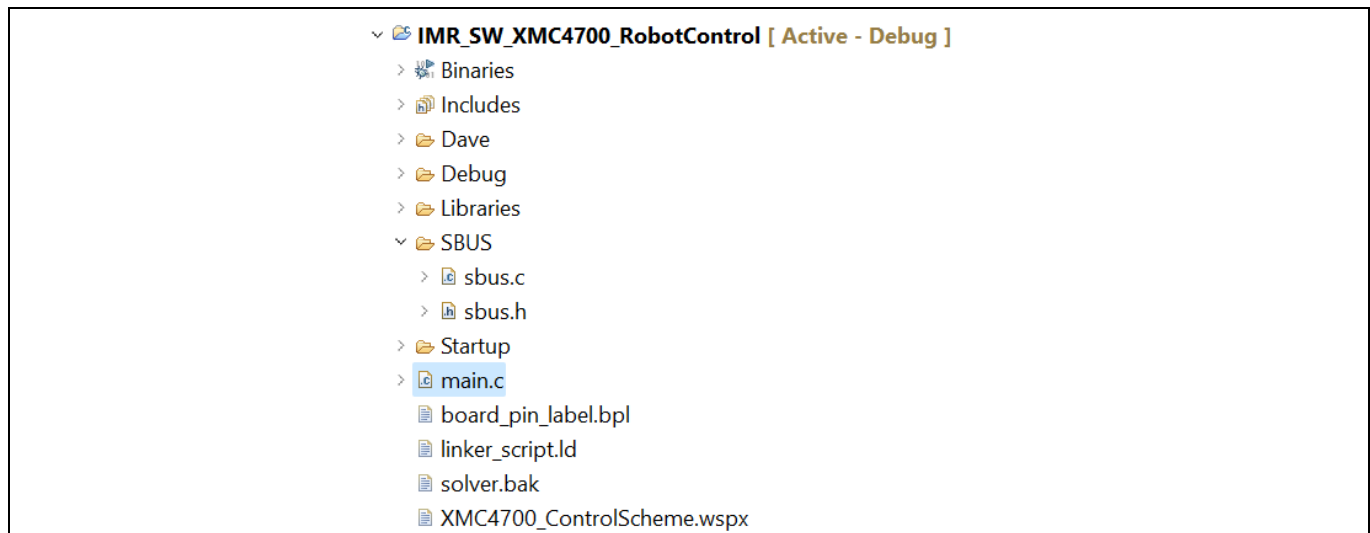 IMR_SW_XMC4700_RobotControl [ Active - Debug ]
Binaries
Includes
Dave
Debug
Libraries
SBUS
sbus.c
sbus.h
Startup
main.c
board_pin_label.bpl
linker_script.ld
solver.bak
XMC4700_ControlScheme.wspx